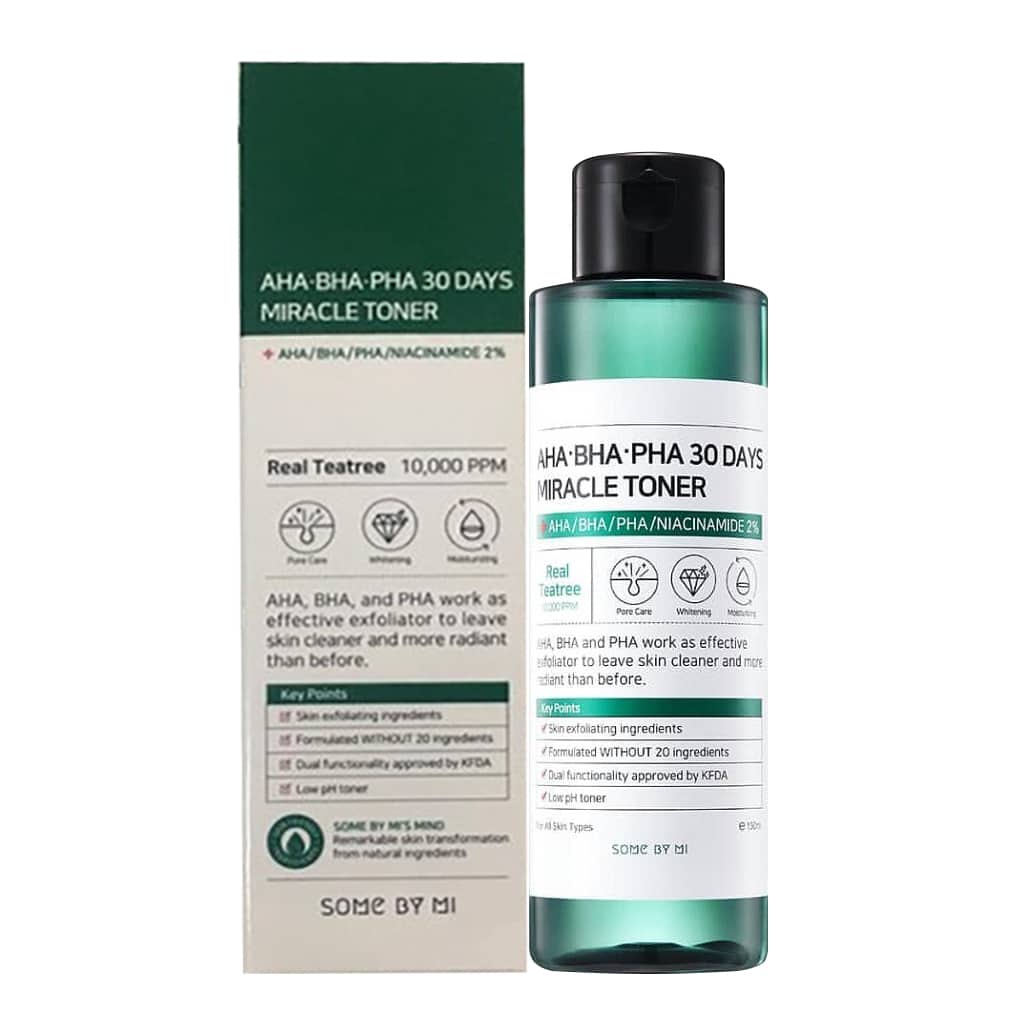 AHA·BHA·PHA 30 DAYS
MIRACLE TONER
+ AHA/BHA/PHA/NIACINAMIDE 2%
Real Teatree 10,000 PPM
Pore Care Whitening Moisturizing
AHA, BHA, and PHA work as
effective exfoliator to leave
skin cleaner and more radiant
than before.
Key Points
Skin exfoliating ingredients
Formulated WITHOUT 20 ingredients
Dual functionality approved by KFDA
Low pH toner
SOME BY MI'S MIND
Remarkable skin transformation
from natural ingredients
SOME BY MI
AHA·BHA·PHA 30 DAYS
MIRACLE TONER
+ AHA/BHA/PHA/NIACINAMIDE 2%
Real
Teatree
10,000 PPM
Pore Care Whitening Moisturizing
AHA, BHA and PHA work as effective
exfoliator to leave skin cleaner and more
radiant than before.
Key Points
Skin exfoliating ingredients
Formulated WITHOUT 20 ingredients
Dual functionality approved by KFDA
Low pH toner
For All Skin Types ℮ 150ml
SOME BY MI